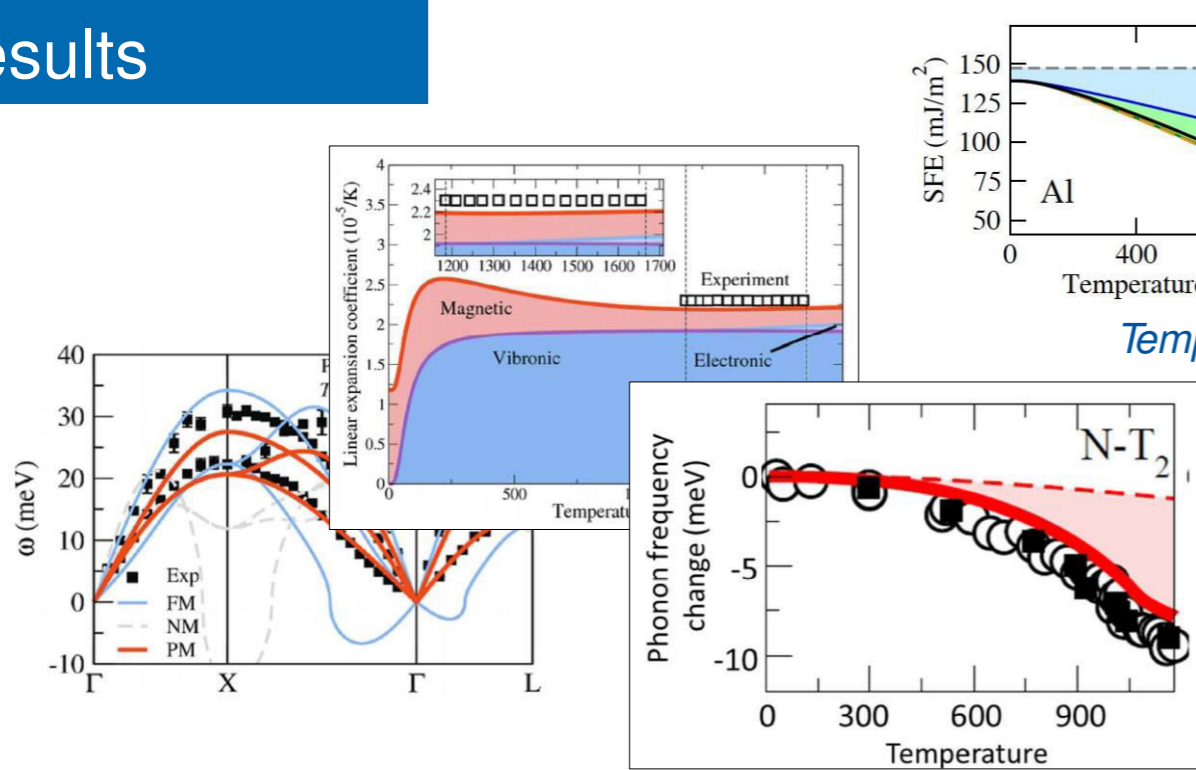 esults
SFE (mJ/m²)
150
125
100
75
50
Al
0
400
Temperature
Temp
Linear expansion coefficient (10⁻⁵/K)
4
3.5
3
2.5
2
1.5
1
0.5
0
2.4
2.2
2
1200 1300 1400 1500 1600 1700
Experiment
Magnetic
Vibronic
Electronic
0
500
1
Temperatu
ω (meV)
40
30
20
10
0
-10
P
T
Exp
FM
NM
PM
Γ X Γ L
Phonon frequency
change (meV)
0
-5
-10
N-T₂
0 300 600 900
Temperature